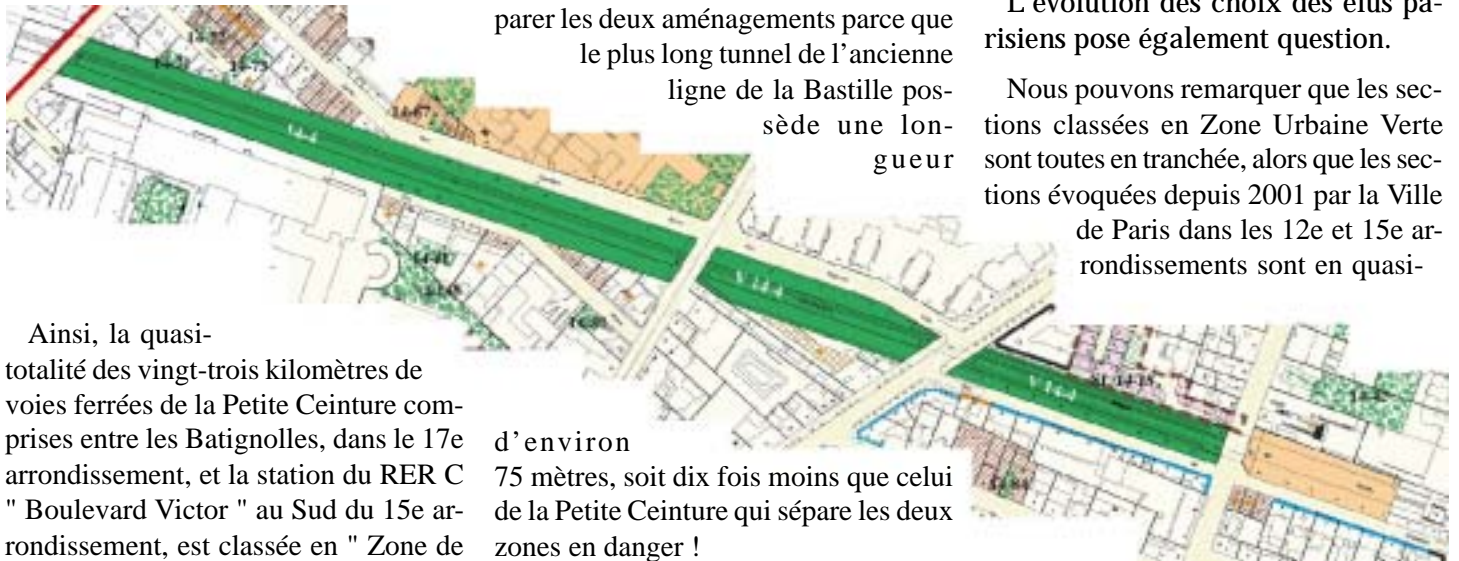 Ainsi, la quasi-
totalité des vingt-trois kilomètres de
voies ferrées de la Petite Ceinture com-
prises entre les Batignolles, dans le 17e
arrondissement, et la station du RER C
" Boulevard Victor " au Sud du 15e ar-
rondissement, est classée en " Zone de
parer les deux aménagements parce que
le plus long tunnel de l’ancienne
ligne de la Bastille pos-
sède une lon-
gueur
d’environ
75 mètres, soit dix fois moins que celui
de la Petite Ceinture qui sépare les deux
zones en danger !
L’évolution des choix des élus pa-
risiens pose également question.
Nous pouvons remarquer que les sec-
tions classées en Zone Urbaine Verte
sont toutes en tranchée, alors que les sec-
tions évoquées depuis 2001 par la Ville
de Paris dans les 12e et 15e ar-
rondissements sont en quasi-